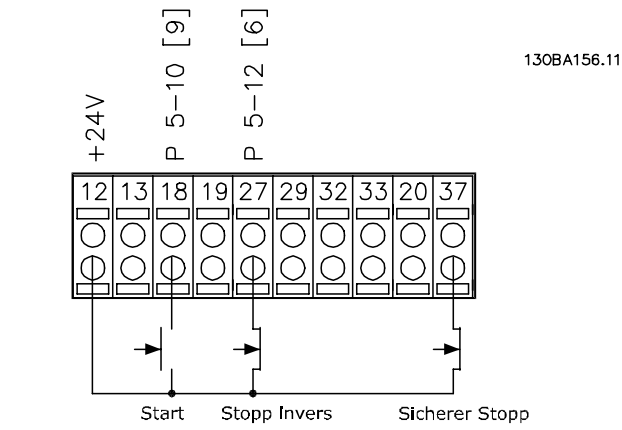 P 5-10 [9]
P 5-12 [6]
130BA156.11
+24V
12 13 18 19 27 29 32 33 20 37
Start Stopp Invers Sicherer Stopp